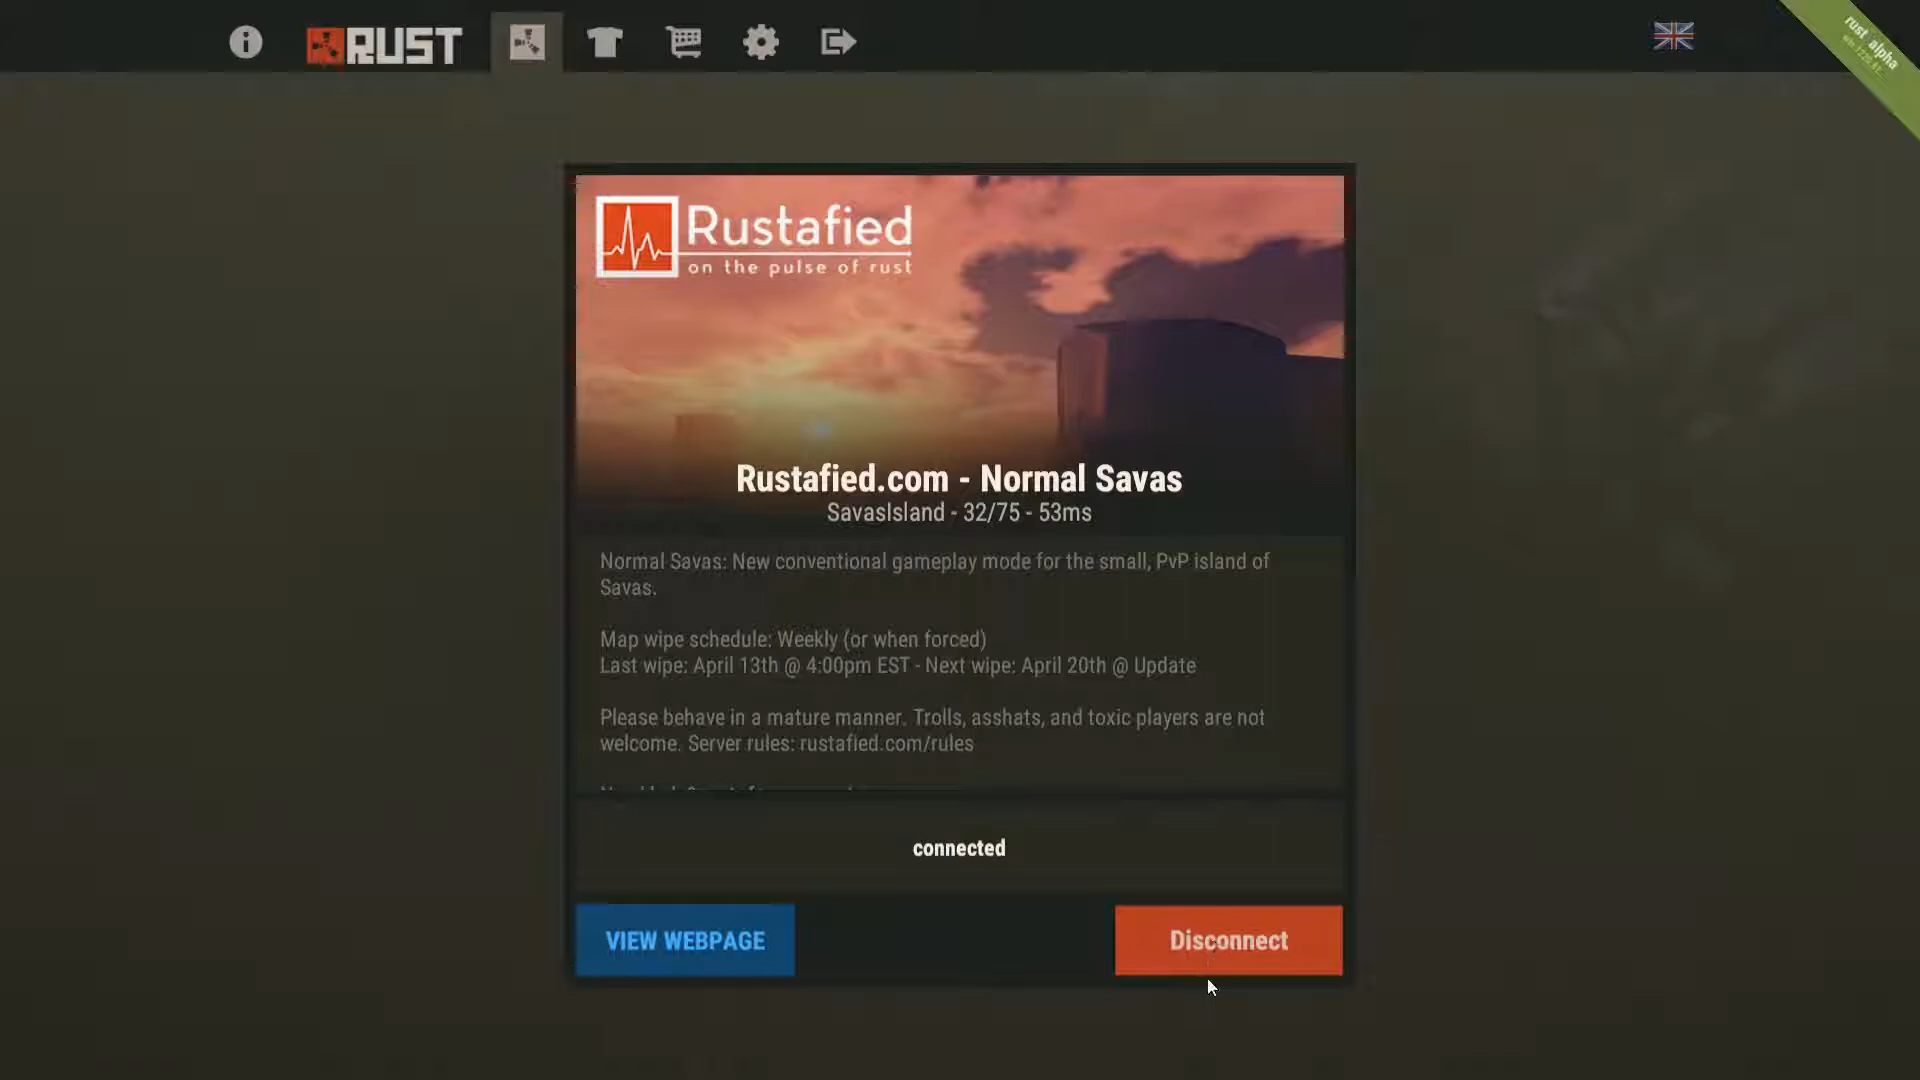 RUST
rust alpha
Rustafied
on the pulse of rust
Rustafied.com - Normal Savas
SavasIsland - 32/75 - 53ms
Normal Savas: New conventional gameplay mode for the small, PvP island of
Savas.
Map wipe schedule: Weekly (or when forced)
Last wipe: April 13th @ 4:00pm EST - Next wipe: April 20th @ Update
Please behave in a mature manner. Trolls, asshats, and toxic players are not
welcome. Server rules: rustafied.com/rules
connected
VIEW WEBPAGE
Disconnect